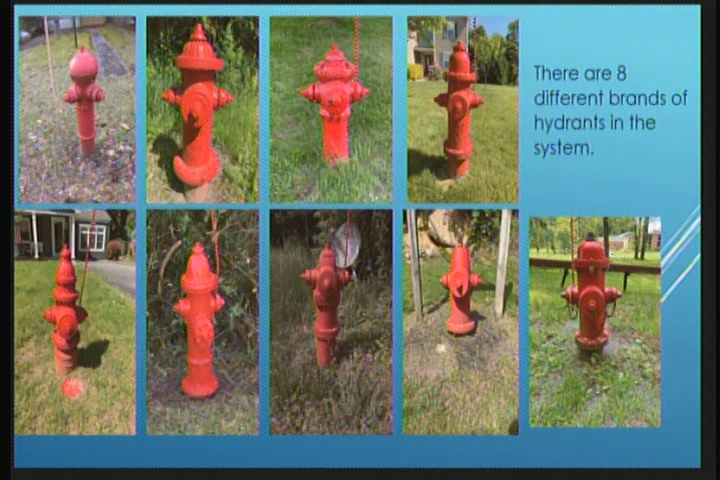 There are 8
different brands of
hydrants in the
system.